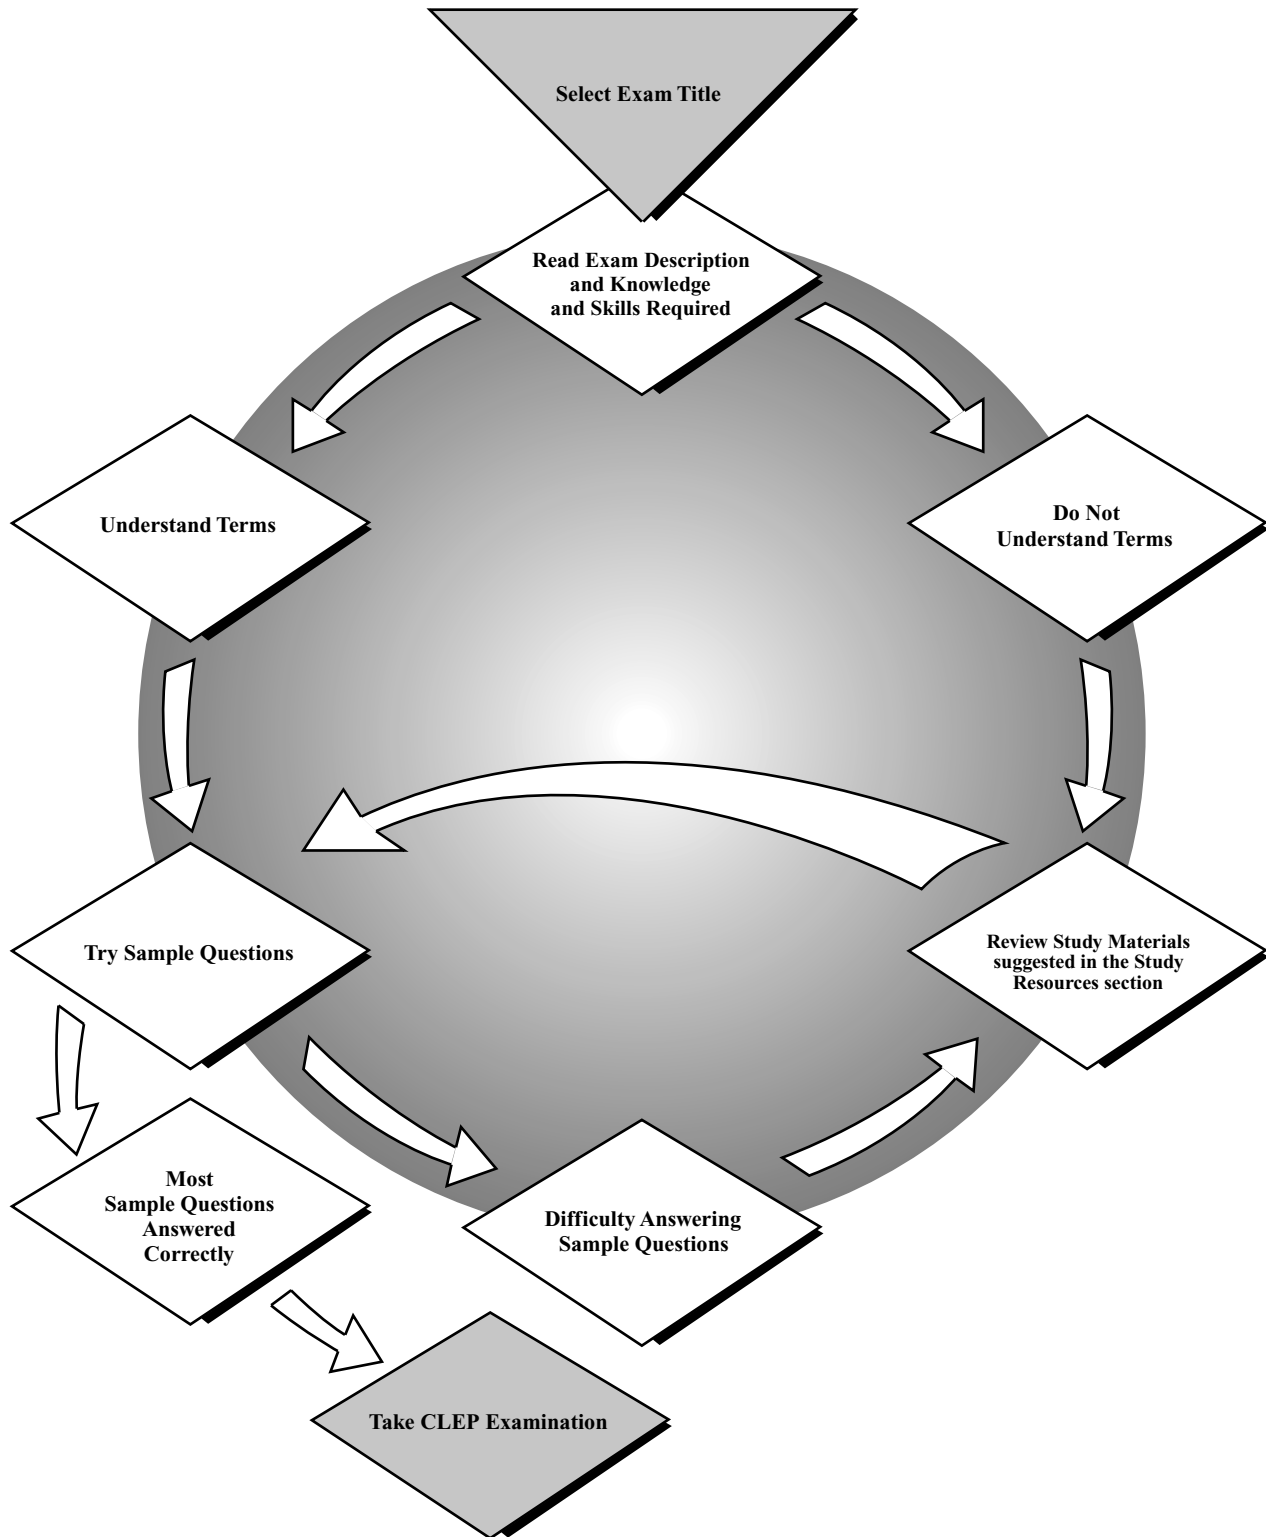 Select Exam Title
Read Exam Description
and Knowledge
and Skills Required
Understand Terms
Do Not
Understand Terms
Try Sample Questions
Review Study Materials
suggested in the Study
Resources section
Most
Sample Questions
Answered
Correctly
Difficulty Answering
Sample Questions
Take CLEP Examination